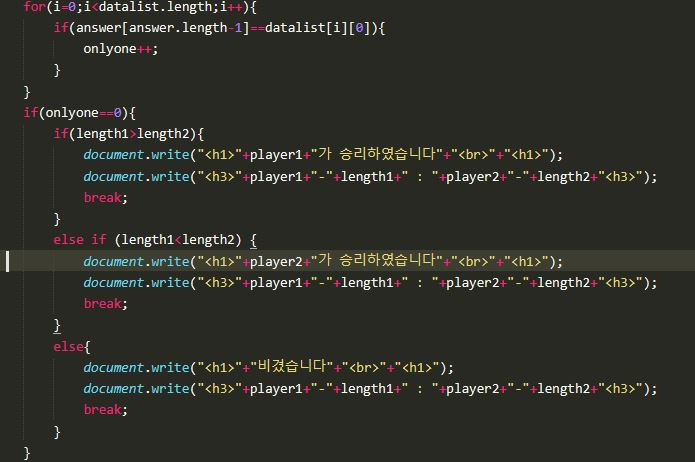 for(i=0;i<datalist.length;i++){
if(answer[answer.length-1]==datalist[i][0]){
onlyone++;
}
}
if(onlyone==0){
if(length1>length2){
document.write("<h1>"+player1+"가 승리하였습니다"+"<br>"+"<h1>");
document.write("<h3>"+player1+"-"+length1+" : "+player2+"-"+length2+"<h3>");
break;
}
else if (length1<length2) {
document.write("<h1>"+player2+"가 승리하였습니다"+"<br>"+"<h1>");
document.write("<h3>"+player1+"-"+length1+" : "+player2+"-"+length2+"<h3>");
break;
}
else{
document.write("<h1>"+"비겼습니다"+"<br>"+"<h1>");
document.write("<h3>"+player1+"-"+length1+" : "+player2+"-"+length2+"<h3>");
break;
}
}